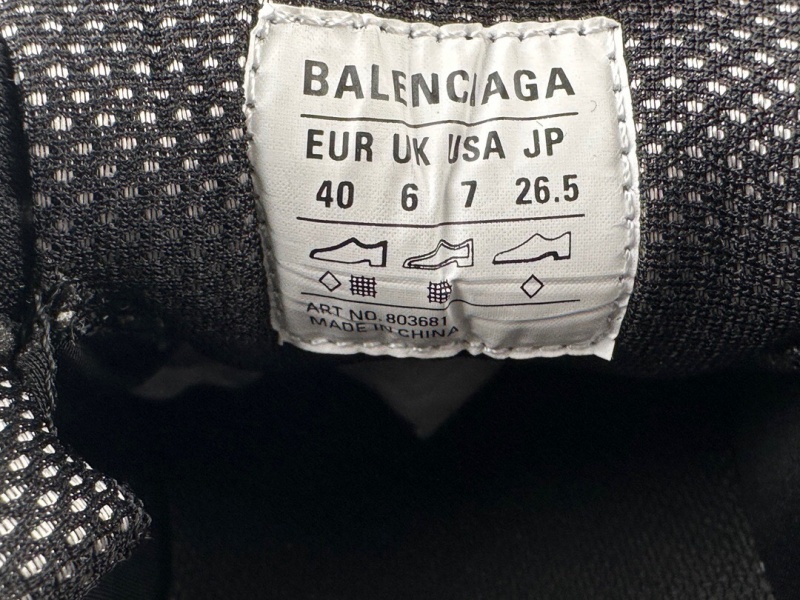 BALENCIAGA
EUR UK USA JP
40 6 7 26.5
ART NO. 803681
MADE IN CHINA